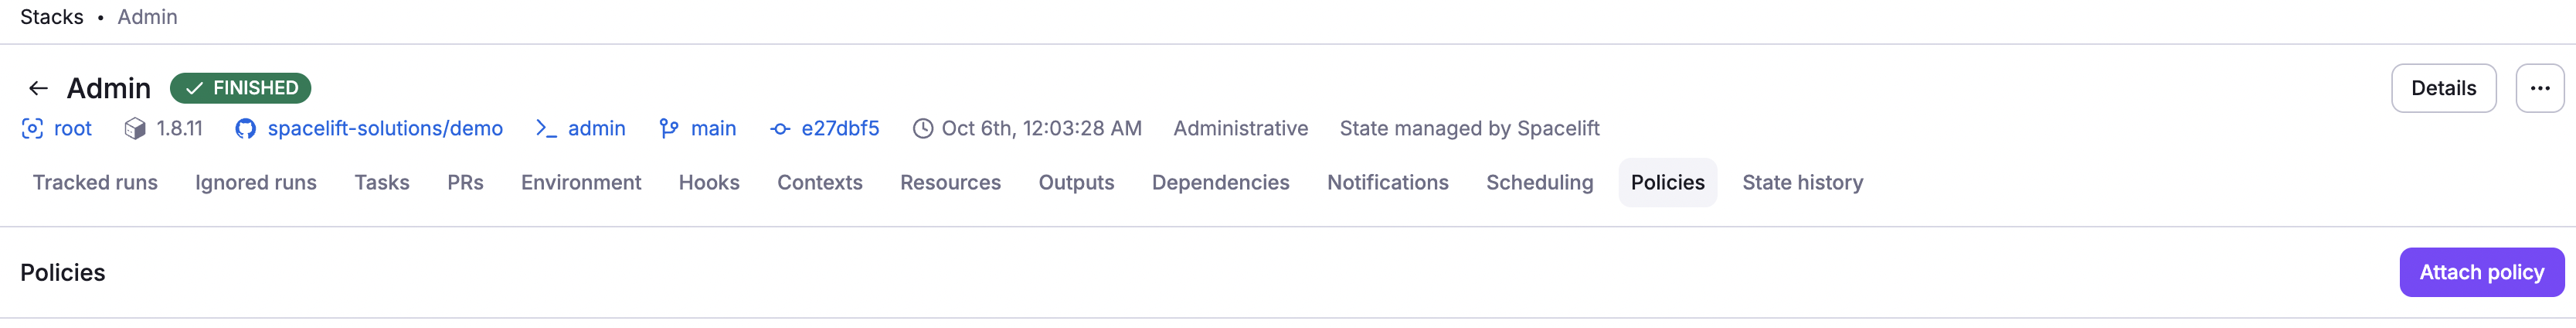 Stacks • Admin
← Admin ✓ FINISHED
root 1.8.11 spacelift-solutions/demo admin main e27dbf5 Oct 6th, 12:03:28 AM Administrative State managed by Spacelift
Details ...
Tracked runs Ignored runs Tasks PRs Environment Hooks Contexts Resources Outputs Dependencies Notifications Scheduling Policies State history
Policies
Attach policy